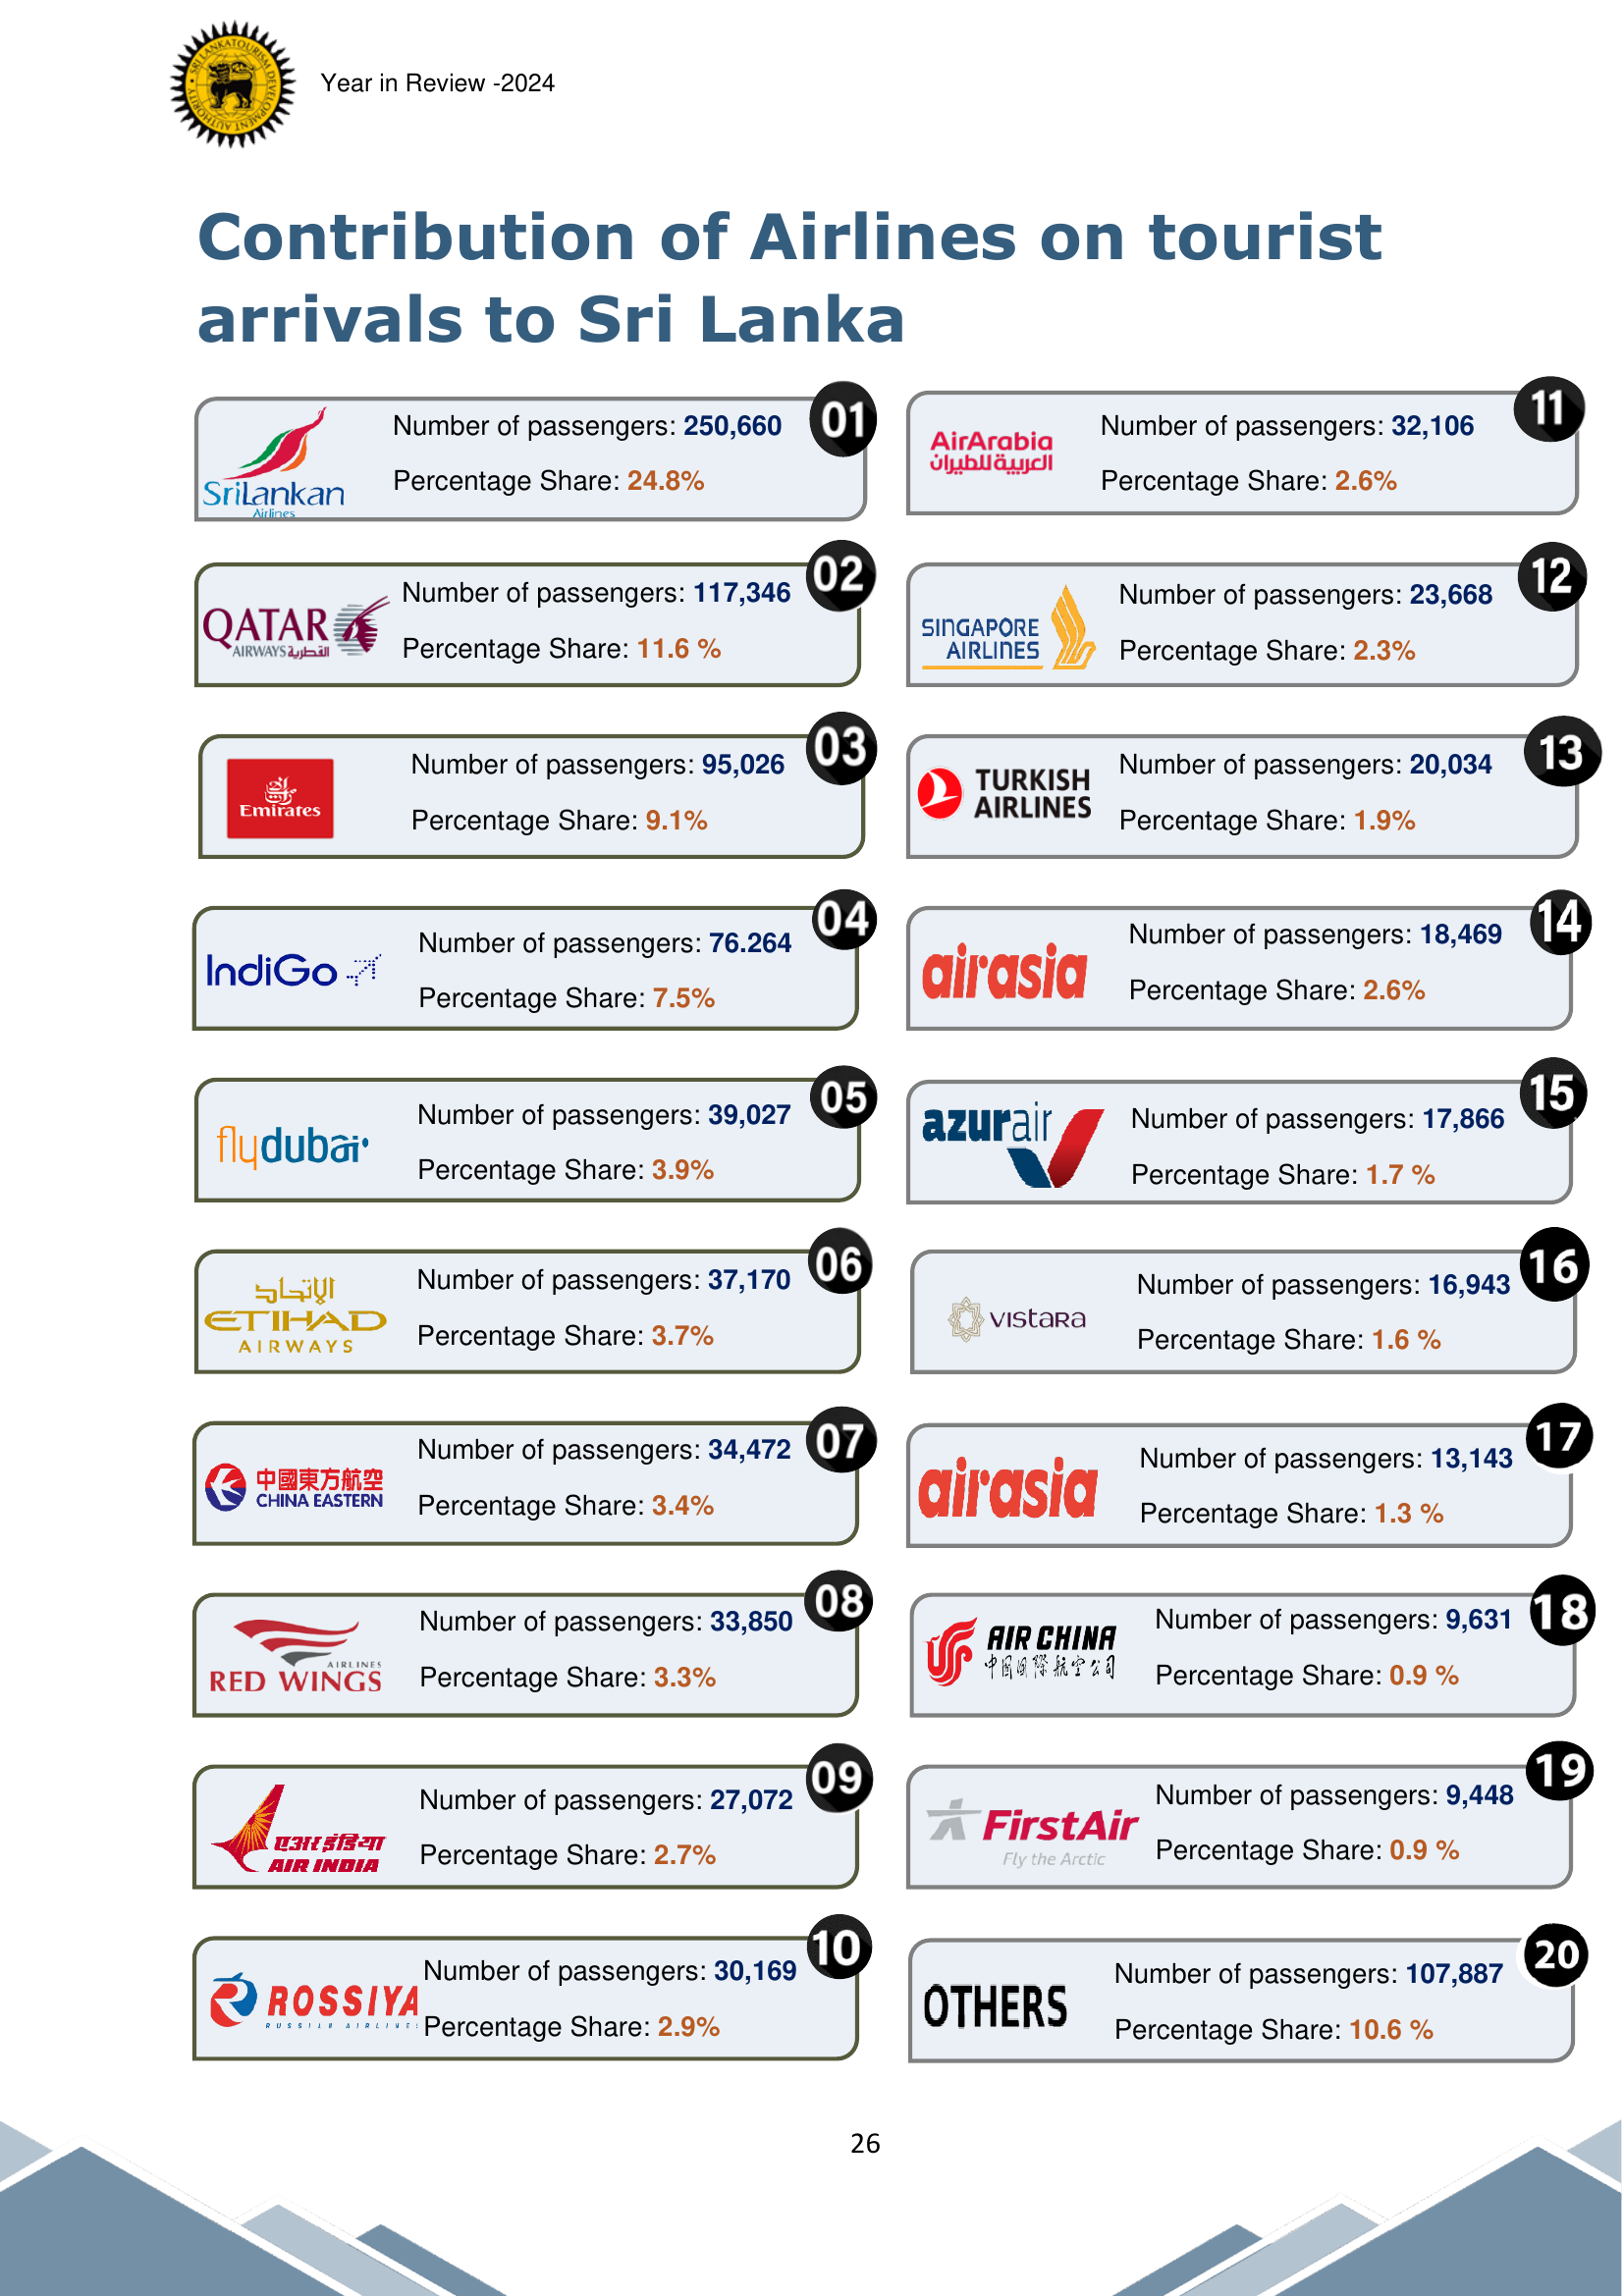 SRI LANKA TOURISM DEVELOPMENT AUTHORITY
Year in Review -2024
Contribution of Airlines on tourist
arrivals to Sri Lanka
01
SriLankan
Airlines
Number of passengers: 250,660
Percentage Share: 24.8%
02
QATAR
AIRWAYS القطرية
Number of passengers: 117,346
Percentage Share: 11.6 %
03
Emirates
Number of passengers: 95,026
Percentage Share: 9.1%
04
IndiGo
Number of passengers: 76.264
Percentage Share: 7.5%
05
flydubai
Number of passengers: 39,027
Percentage Share: 3.9%
06
الإتحاد
ETIHAD
AIRWAYS
Number of passengers: 37,170
Percentage Share: 3.7%
07
中國東方航空
CHINA EASTERN
Number of passengers: 34,472
Percentage Share: 3.4%
08
AIRLINES
RED WINGS
Number of passengers: 33,850
Percentage Share: 3.3%
09
एअर इंडिया
AIR INDIA
Number of passengers: 27,072
Percentage Share: 2.7%
10
ROSSIYA
RUSSIAN AIRLINES
Number of passengers: 30,169
Percentage Share: 2.9%
11
AirArabia
العربية للطيران
Number of passengers: 32,106
Percentage Share: 2.6%
12
SINGAPORE
AIRLINES
Number of passengers: 23,668
Percentage Share: 2.3%
13
TURKISH
AIRLINES
Number of passengers: 20,034
Percentage Share: 1.9%
14
airasia
Number of passengers: 18,469
Percentage Share: 2.6%
15
azurair
Number of passengers: 17,866
Percentage Share: 1.7 %
16
vistara
Number of passengers: 16,943
Percentage Share: 1.6 %
17
airasia
Number of passengers: 13,143
Percentage Share: 1.3 %
18
AIR CHINA
中国国際航空公司
Number of passengers: 9,631
Percentage Share: 0.9 %
19
FirstAir
Fly the Arctic
Number of passengers: 9,448
Percentage Share: 0.9 %
20
OTHERS
Number of passengers: 107,887
Percentage Share: 10.6 %
26